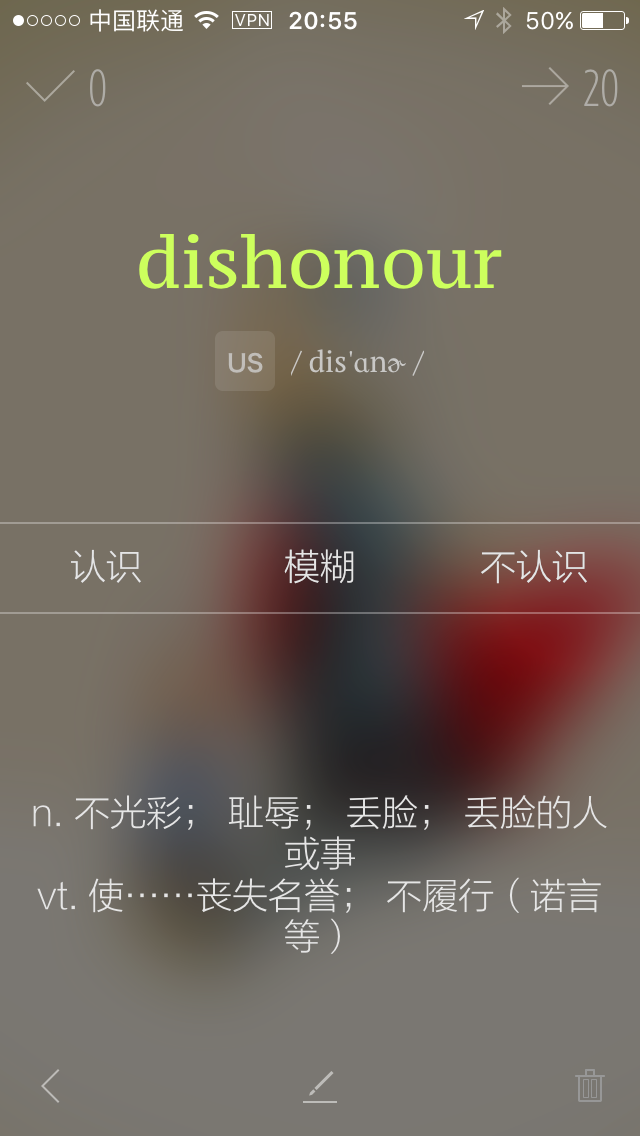 中国联通 VPN 20:55 50%
0 20
dishonour
US / dis'ɑnɚ /
认识 模糊 不认识
n. 不光彩； 耻辱； 丢脸； 丢脸的人
或事
vt. 使……丧失名誉； 不履行（诺言
等）